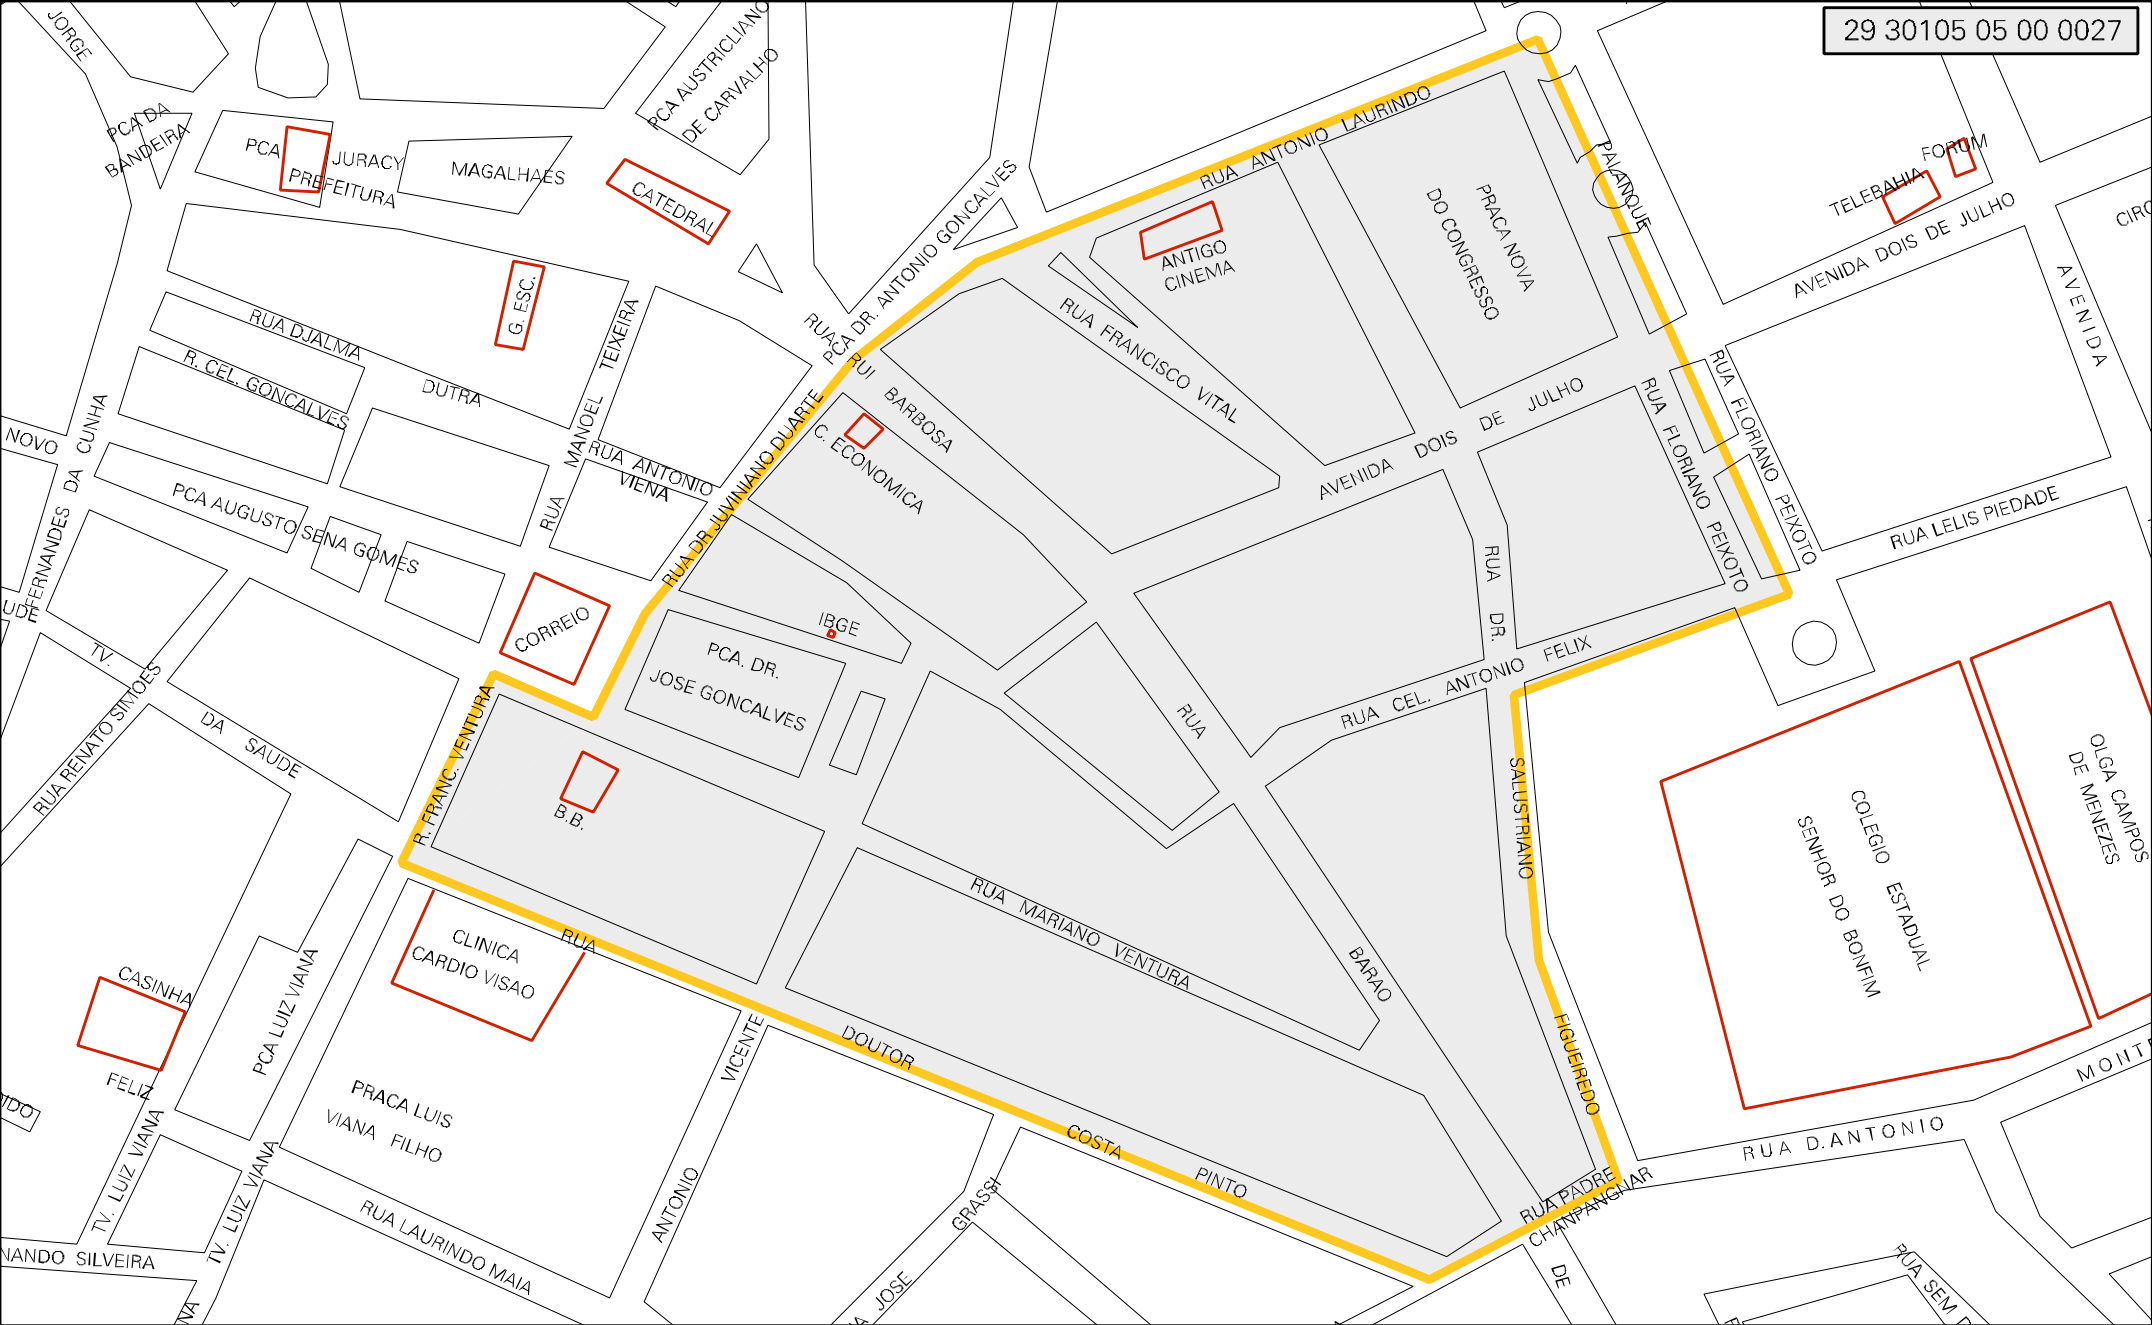 29 30105 05 00 0027
JORGE
PCA DA
BANDEIRA
PCA
JURACY
MAGALHAES
PREFEITURA
PCA AUSTRICLIANO
DE CARVALHO
CATEDRAL
G. ESC.
RUA DJALMA
DUTRA
R. CEL. GONCALVES
RUA MANOEL TEIXEIRA
RUA ANTONIO
VIENA
NOVO
FERNANDES DA CUNHA
PCA AUGUSTO SENA GOMES
CORREIO
PCA DR. ANTONIO GONCALVES
RUA DR JUVINIANO DUARTE
RUA RUI BARBOSA
C. ECONOMICA
RUA ANTONIO LAURINDO
ANTIGO
CINEMA
RUA FRANCISCO VITAL
PRACA NOVA
DO CONGRESSO
PALANQUE
TELEBAHIA
FORUM
AVENIDA DOIS DE JULHO
CIRC
AVENIDA
AVENIDA DOIS DE JULHO
RUA FLORIANO PEIXOTO
RUA FLORIANO PEIXOTO
RUA LELIS PIEDADE
UDE
TV. DA SAUDE
RUA RENATO SIMOES
R. FRANC. VENTURA
IBGE
PCA. DR.
JOSE GONCALVES
B.B.
RUA CEL. ANTONIO FELIX
RUA DR. SALUSTRIANO FIGUEIREDO
RUA BARAO
RUA MARIANO VENTURA
COLEGIO ESTADUAL
SENHOR DO BONFIM
OLGA CAMPOS
DE MENEZES
CLINICA
CARDIO VISAO
RUA DOUTOR COSTA PINTO
CASINHA
FELIZ
PCA LUIZ VIANA
PRACA LUIS
VIANA FILHO
VICENTE
ANTONIO
TV. LUIZ VIANA
TV. LUIZ VIANA
RUA LAURINDO MAIA
NANDO SILVEIRA
NA
IDO
GRASSI
JOSE
RUA PADRE
CHANPANGNAR
DE
RUA D.ANTONIO
MONTE
RUA SEM D